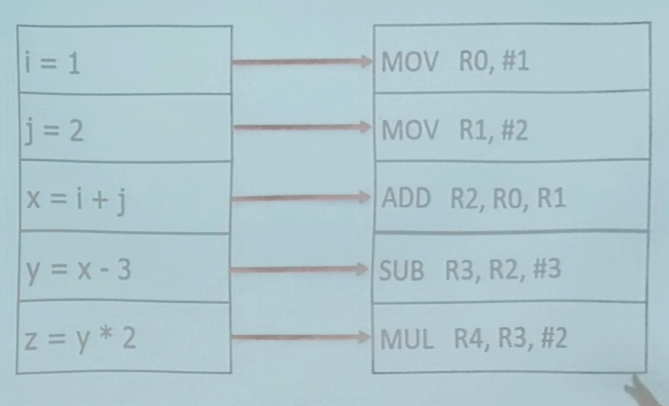 i = 1
MOV R0, #1
j = 2
MOV R1, #2
x = i + j
ADD R2, R0, R1
y = x - 3
SUB R3, R2, #3
z = y * 2
MUL R4, R3, #2